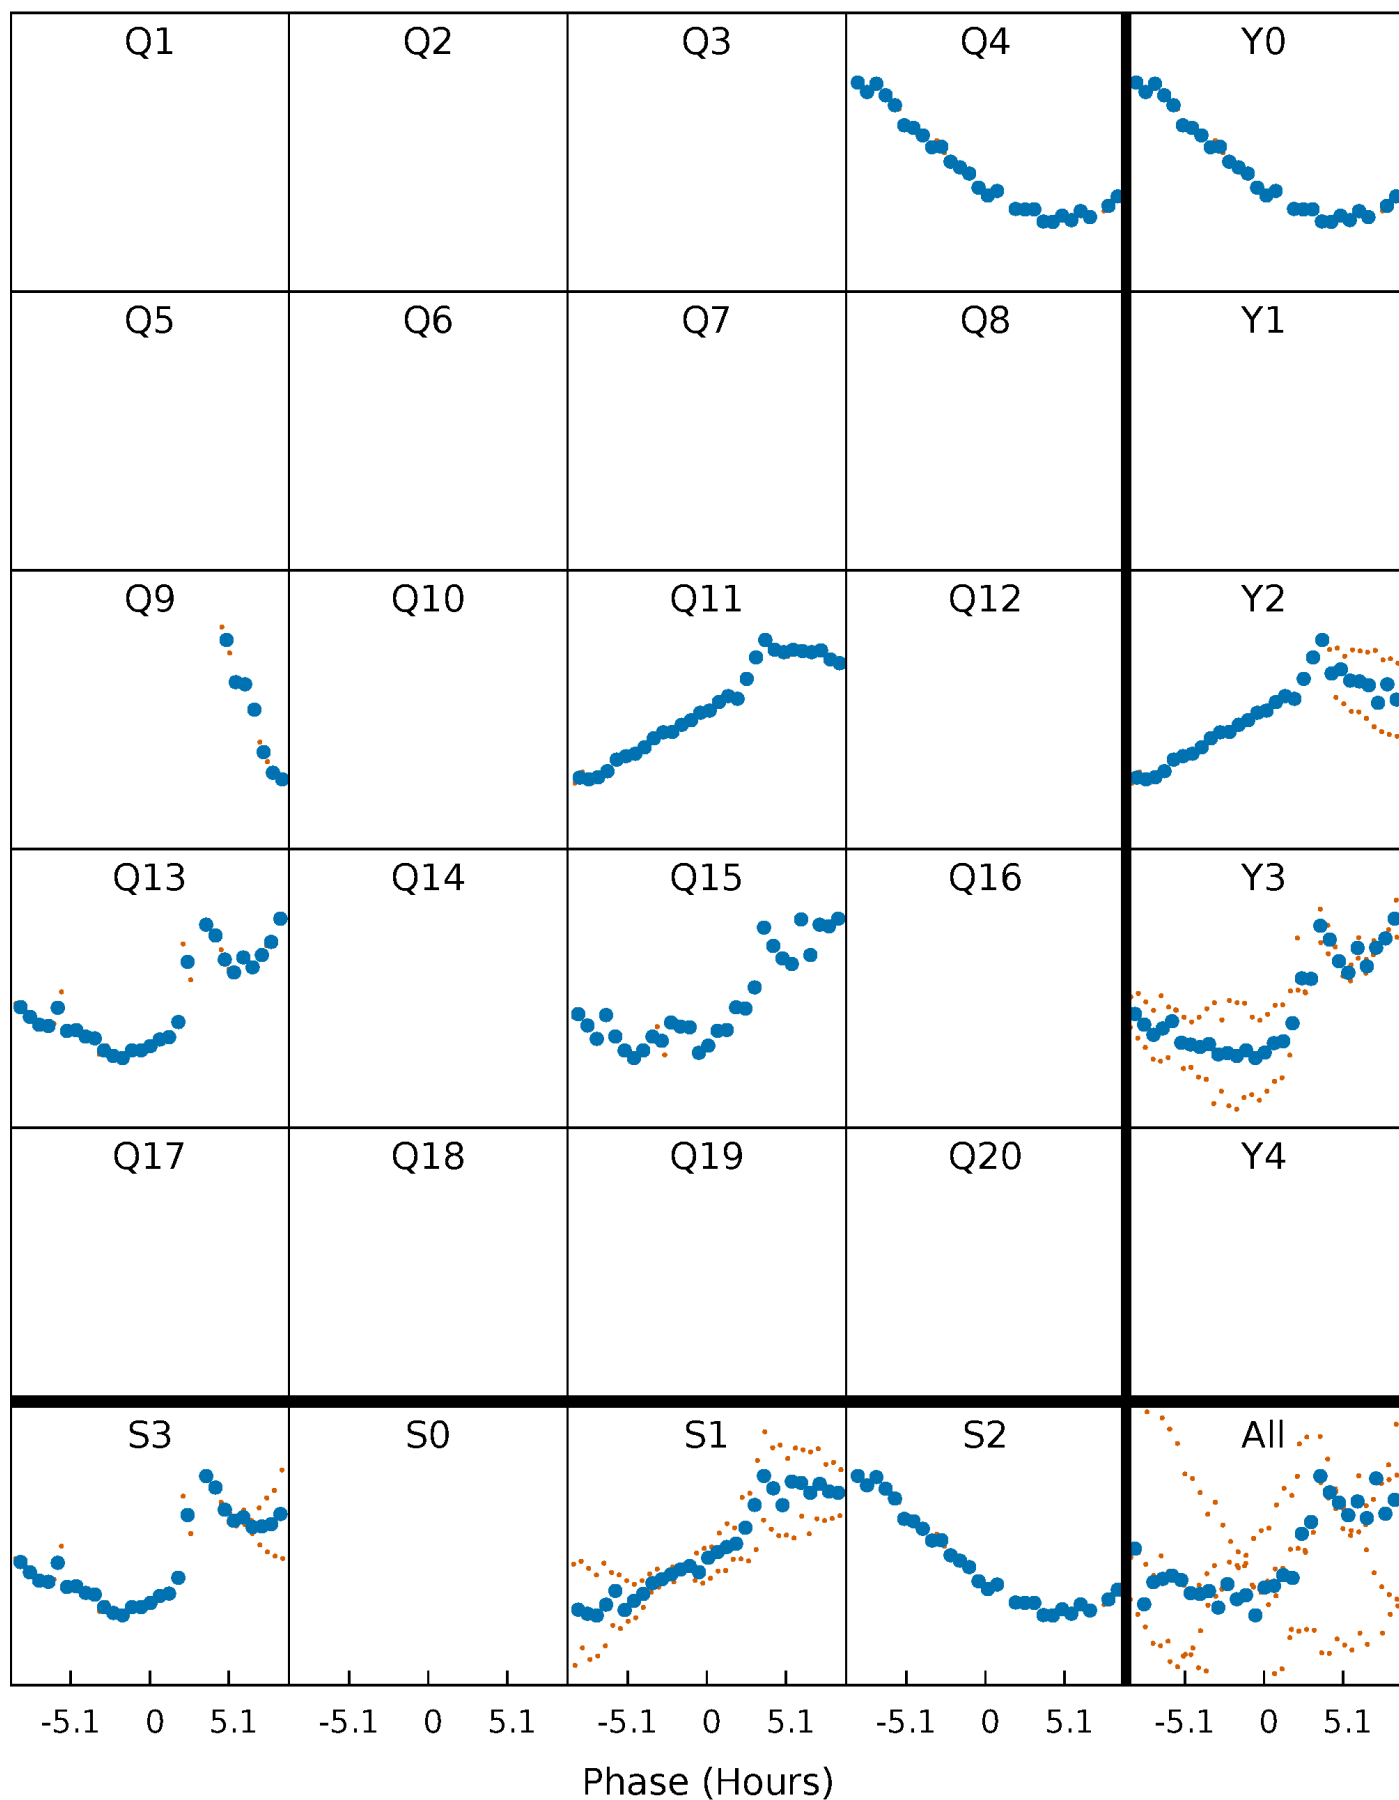 Q1 Q2 Q3 Q4 Y0
Q5 Q6 Q7 Q8 Y1
Q9 Q10 Q11 Q12 Y2
Q13 Q14 Q15 Q16 Y3
Q17 Q18 Q19 Q20 Y4
S3 S0 S1 S2 All
-5.1 0 5.1 -5.1 0 5.1 -5.1 0 5.1 -5.1 0 5.1 -5.1 0 5.1
Phase (Hours)